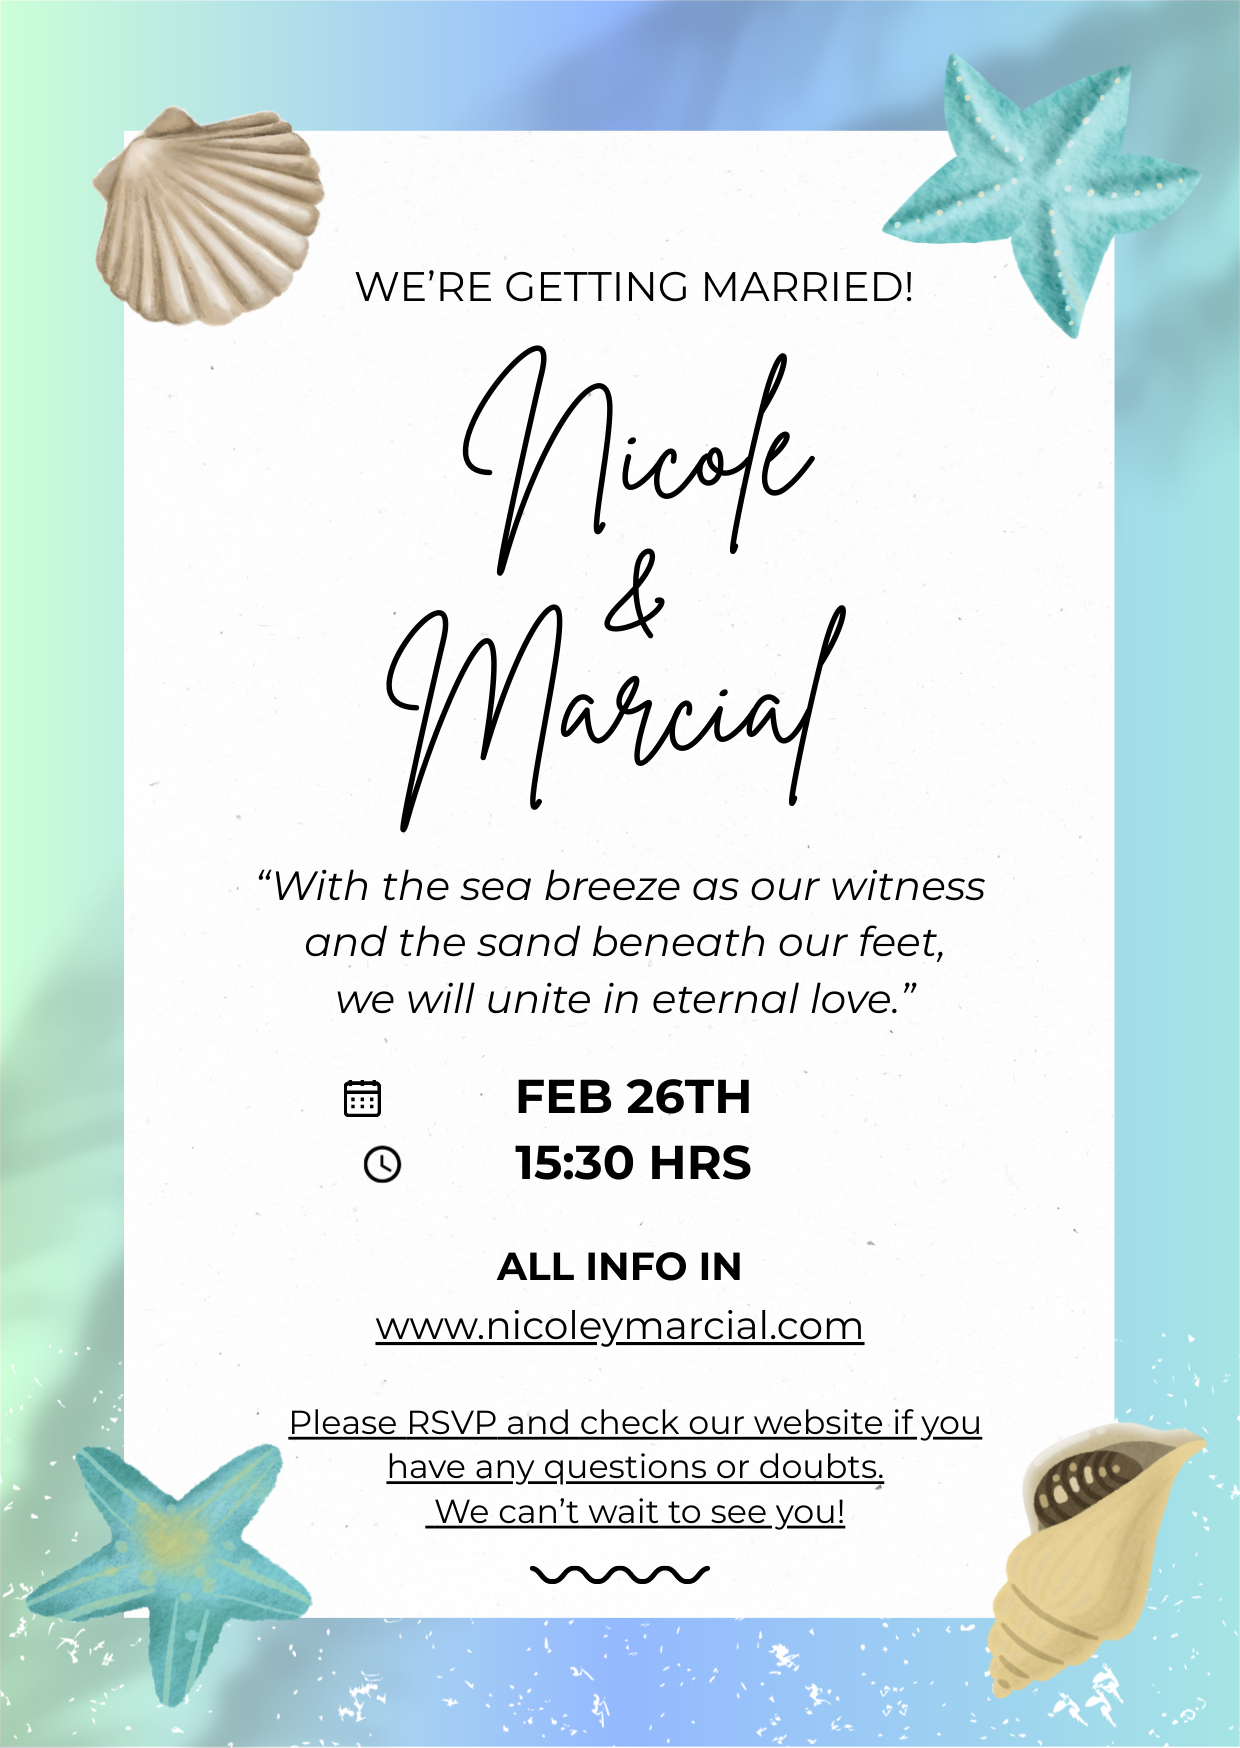 WE’RE GETTING MARRIED!
Nicole
&
Marcial
“With the sea breeze as our witness
and the sand beneath our feet,
we will unite in eternal love.”
FEB 26TH
15:30 HRS
ALL INFO IN
www.nicoleymarcial.com
Please RSVP and check our website if you
have any questions or doubts.
We can’t wait to see you!